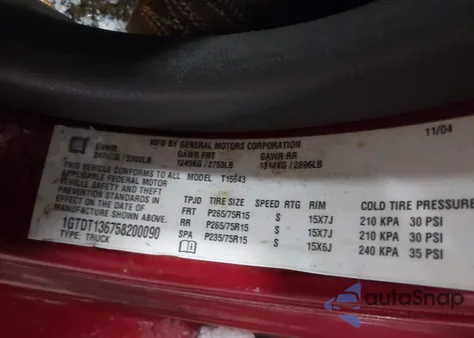 MFD BY GENERAL MOTORS CORPORATION 11/04
GVWR GAWR FRT GAWR RR
1249KG / 2753LB 1314KG / 2896LB
THIS VEHICLE CONFORMS TO ALL MODEL T15643
APPLICABLE FEDERAL MOTOR
VEHICLE SAFETY AND THEFT
PREVENTION STANDARDS
IN EFFECT ON THE DATE OF
MANUFACTURE SHOWN ABOVE.
1GTDT136758200090
TYPE: TRUCK
TPJD TIRE SIZE SPEED RTG RIM COLD TIRE PRESSURE
FRT P265/75R15 S 15X7J 210 KPA 30 PSI
RR P265/75R15 S 15X7J 210 KPA 30 PSI
SPA P235/75R15 S 15X6J 240 KPA 35 PSI
autoSnap